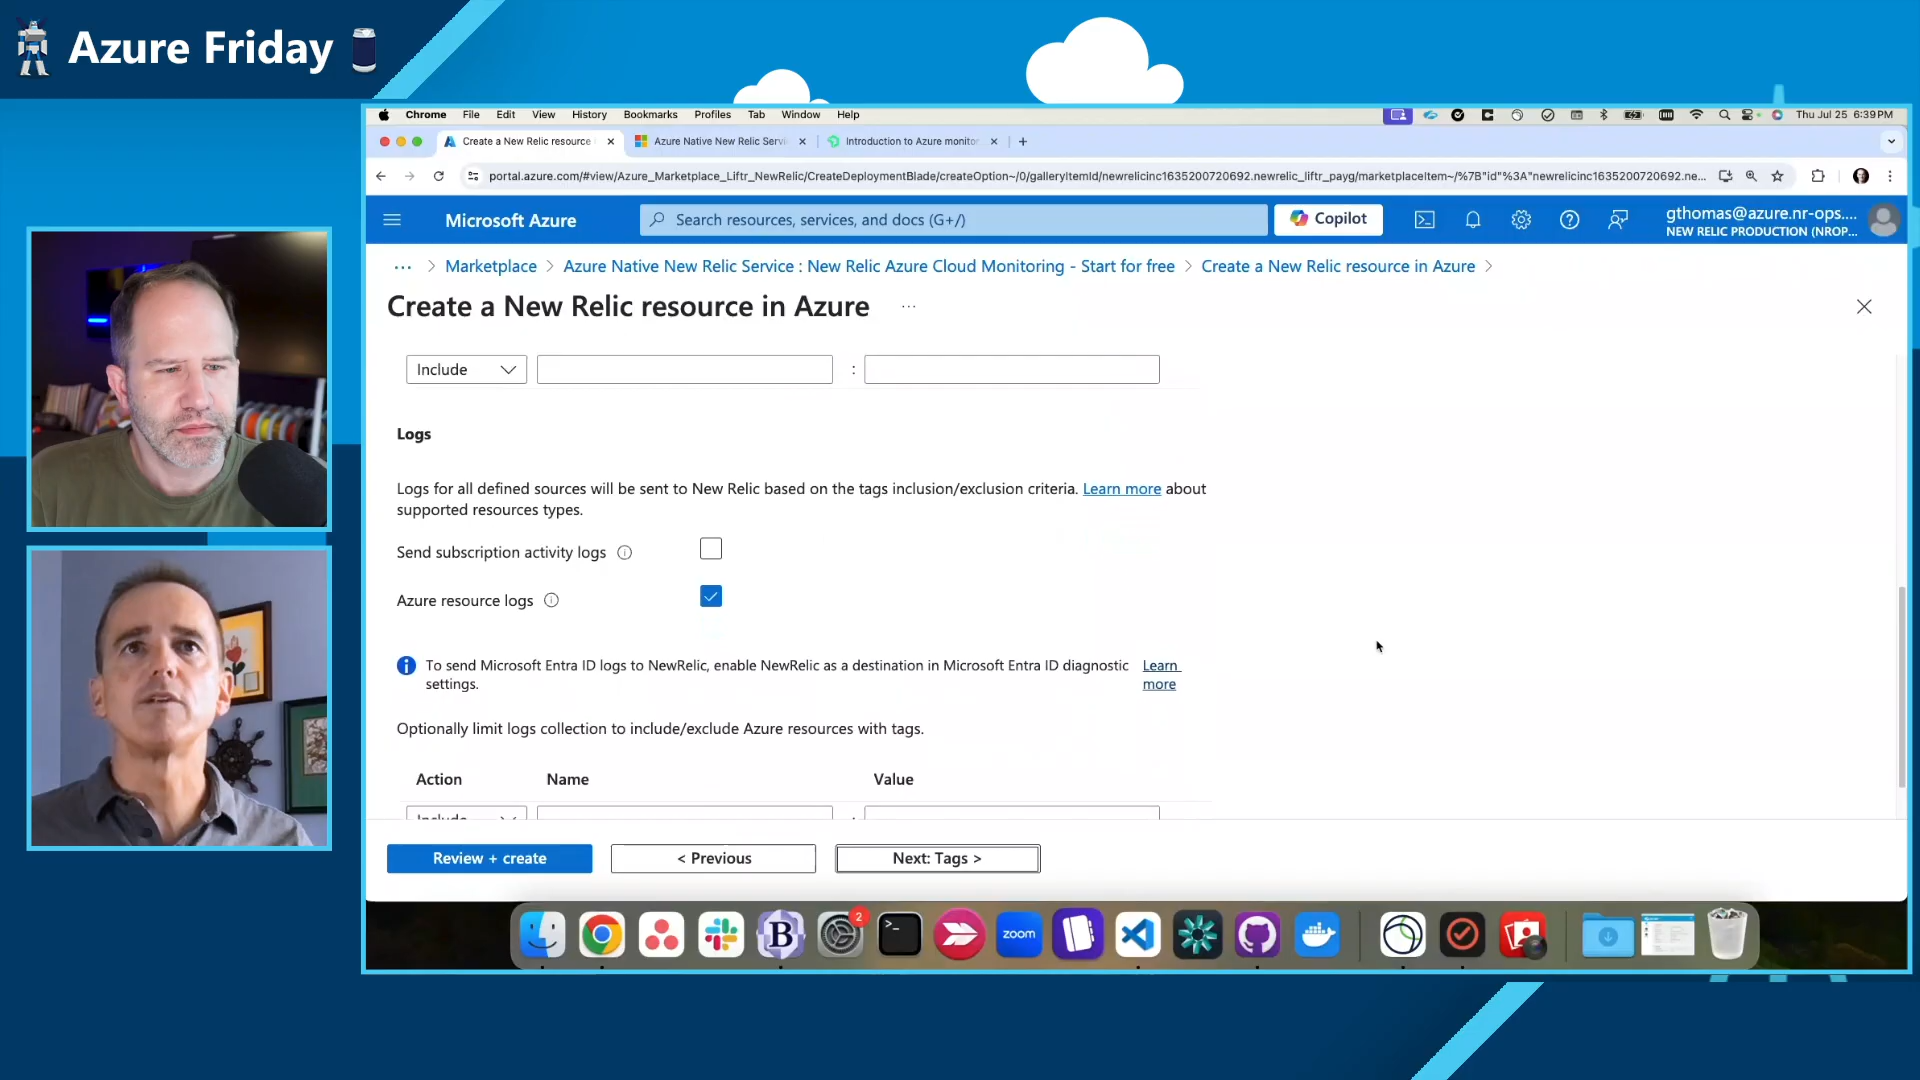 Azure Friday
Chrome File Edit View History Bookmarks Profiles Tab Window Help
Thu Jul 25 6:39 PM
Create a New Relic resource
Azure Native New Relic Servi
Introduction to Azure monitor
portal.azure.com/#view/Azure_Marketplace_Liftr_NewRelic/CreateDeploymentBlade/createOption~/0/galleryItemId/newrelicinc1635200720692.newrelic_liftr_payg/marketplaceItem~/%7B"id"%3A"newrelicinc1635200720692.ne...
Microsoft Azure
Search resources, services, and docs (G+/)
Copilot
gthomas@azure.nr-ops....
NEW RELIC PRODUCTION (NROP...
... > Marketplace > Azure Native New Relic Service : New Relic Azure Cloud Monitoring - Start for free > Create a New Relic resource in Azure >
Create a New Relic resource in Azure ...
Include :
Logs
Logs for all defined sources will be sent to New Relic based on the tags inclusion/exclusion criteria. Learn more about
supported resources types.
Send subscription activity logs
Azure resource logs
To send Microsoft Entra ID logs to NewRelic, enable NewRelic as a destination in Microsoft Entra ID diagnostic
settings.
Learn
more
Optionally limit logs collection to include/exclude Azure resources with tags.
Action Name Value
Include :
Review + create
< Previous
Next: Tags >
B
2
>_
zoom